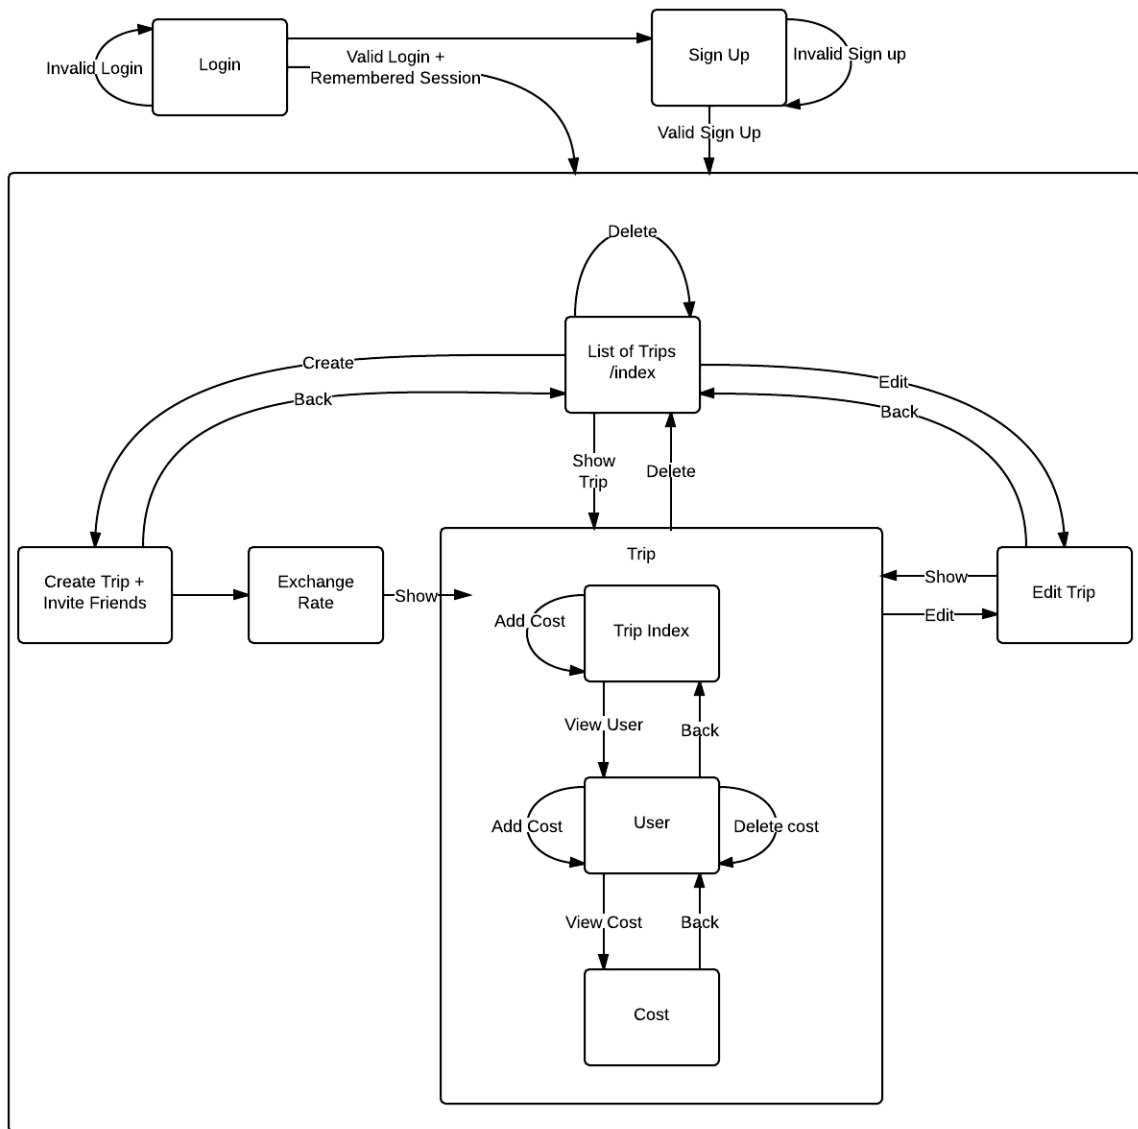 Login
Invalid Login
Valid Login +
Remembered Session
Sign Up
Invalid Sign up
Valid Sign Up
Delete
List of Trips
/index
Create
Back
Edit
Back
Show
Trip
Delete
Create Trip +
Invite Friends
Exchange
Rate
Show
Trip
Show
Edit
Edit Trip
Add Cost
Trip Index
View User
Back
Add Cost
User
Delete cost
View Cost
Back
Cost